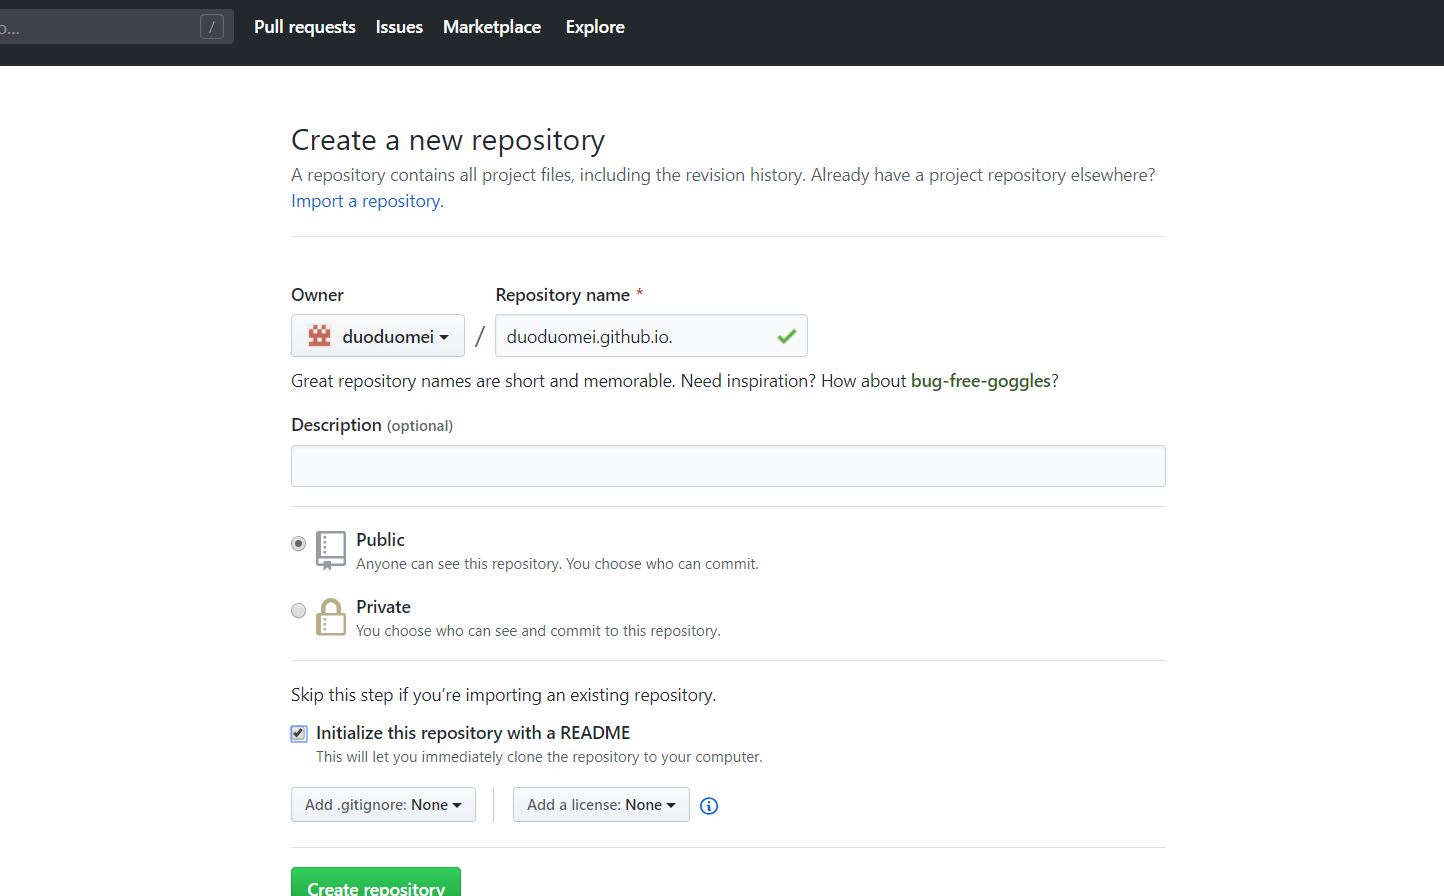 o...
/
Pull requests Issues Marketplace Explore
Create a new repository
A repository contains all project files, including the revision history. Already have a project repository elsewhere?
Import a repository.
Owner
Repository name *
duoduomei
/
duoduomei.github.io.
Great repository names are short and memorable. Need inspiration? How about bug-free-goggles?
Description (optional)
Public
Anyone can see this repository. You choose who can commit.
Private
You choose who can see and commit to this repository.
Skip this step if you’re importing an existing repository.
Initialize this repository with a README
This will let you immediately clone the repository to your computer.
Add .gitignore: None
Add a license: None
Create repository